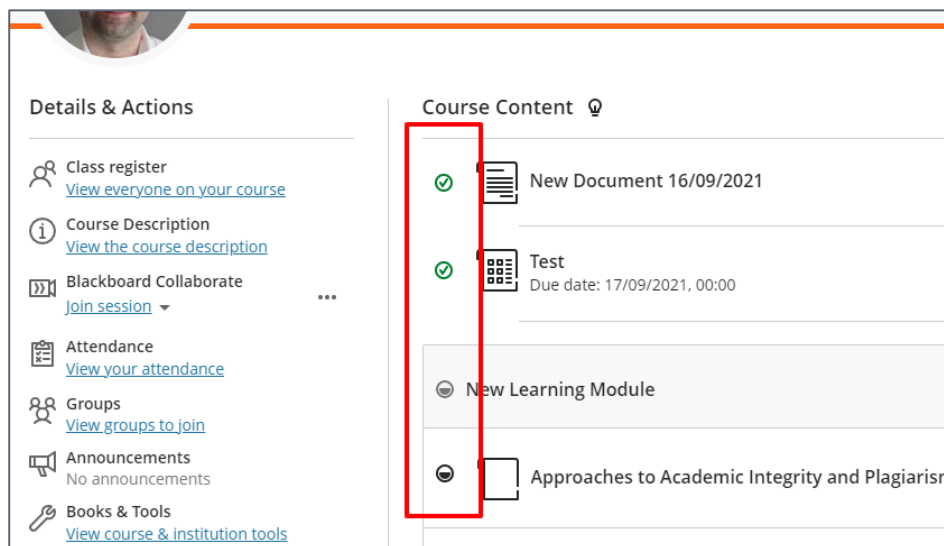 Details & Actions
Class register
View everyone on your course
Course Description
View the course description
Blackboard Collaborate
Join session
Attendance
View your attendance
Groups
View groups to join
Announcements
No announcements
Books & Tools
View course & institution tools
Course Content
New Document 16/09/2021
Test
Due date: 17/09/2021, 00:00
New Learning Module
Approaches to Academic Integrity and Plagiarism